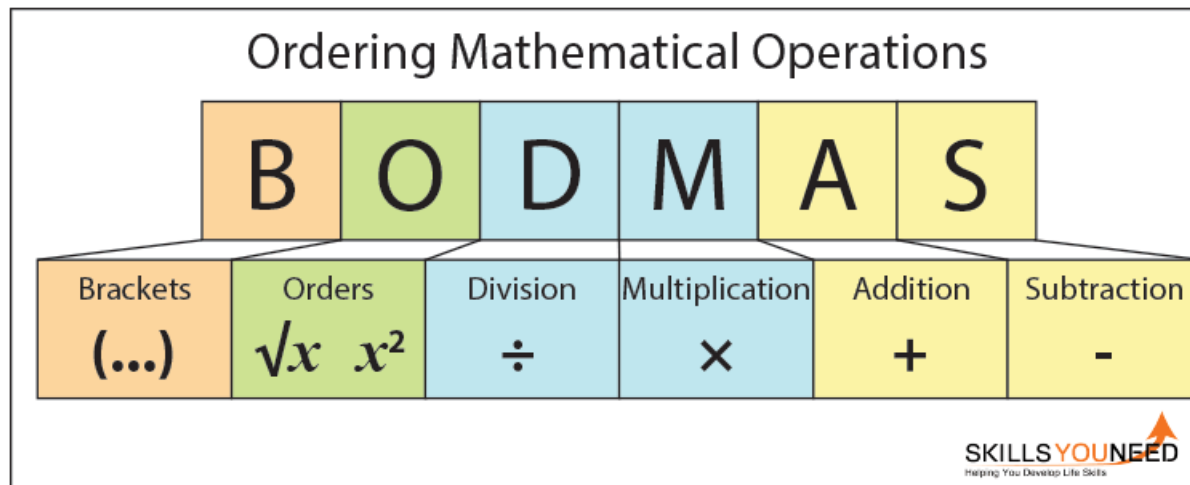 Ordering Mathematical Operations
B O D M A S
Brackets Orders Division Multiplication Addition Subtraction
(...) √x x² ÷ × + -
SKILLSYOUNEED
Helping You Develop Life Skills